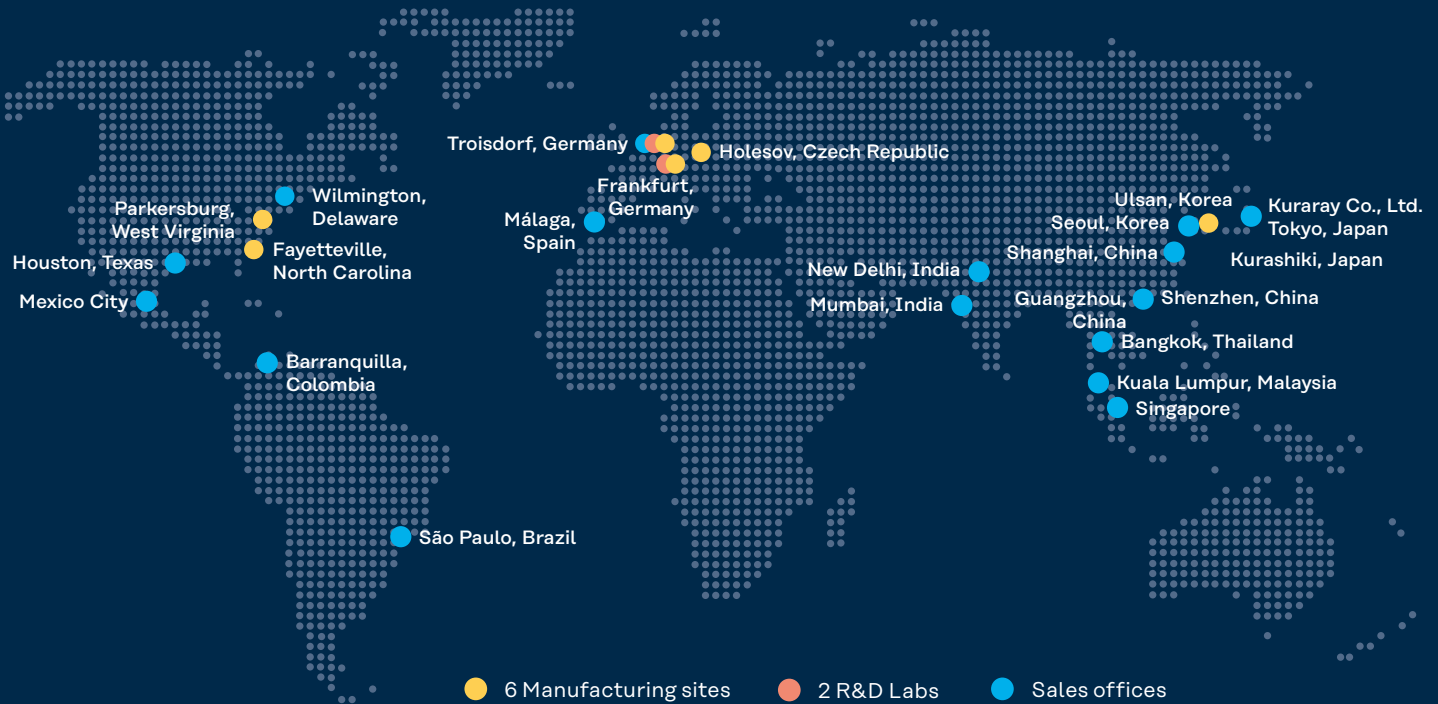 Troisdorf, Germany
Holesov, Czech Republic
Frankfurt,
Germany
Wilmington,
Delaware
Parkersburg,
West Virginia
Fayetteville,
North Carolina
Houston, Texas
Mexico City
Málaga,
Spain
Barranquilla,
Colombia
São Paulo, Brazil
Ulsan, Korea
Seoul, Korea
Kuraray Co., Ltd.
Tokyo, Japan
Kurashiki, Japan
Shanghai, China
New Delhi, India
Mumbai, India
Guangzhou,
China
Shenzhen, China
Bangkok, Thailand
Kuala Lumpur, Malaysia
Singapore
6 Manufacturing sites
2 R&D Labs
Sales offices